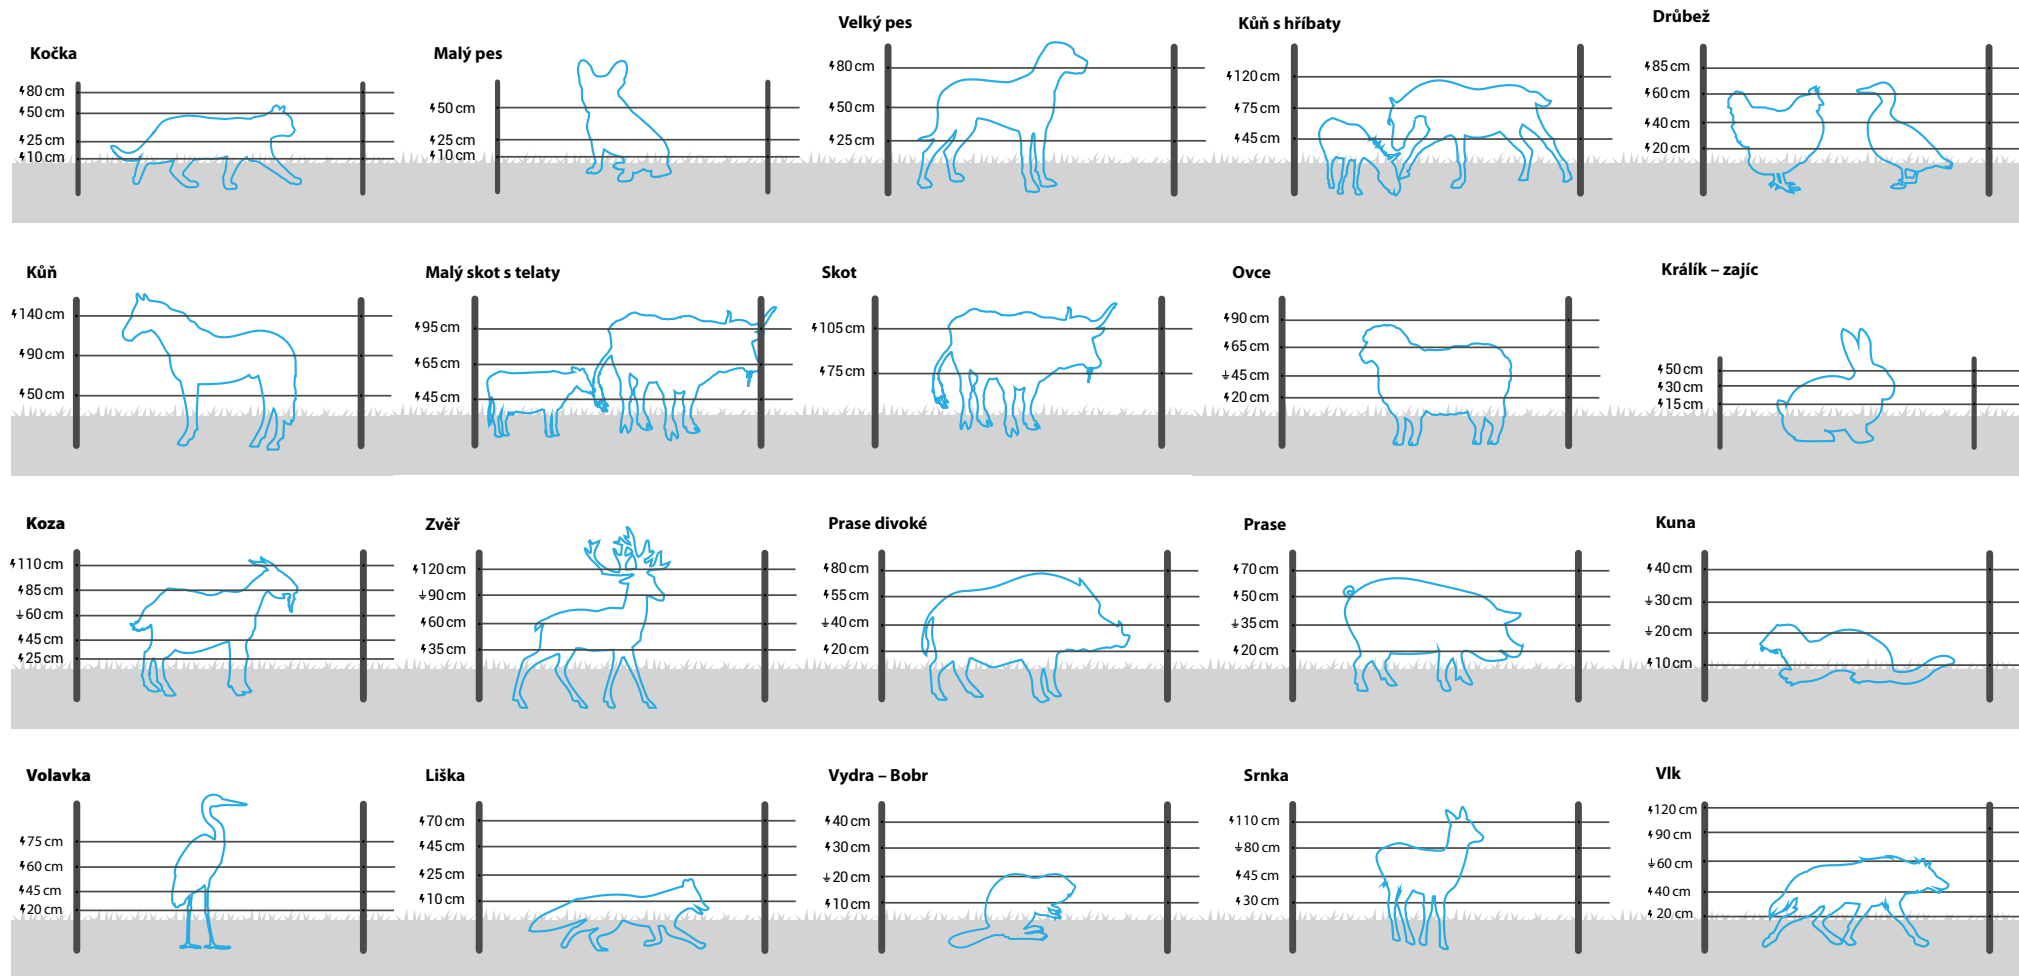 Kočka
80 cm
50 cm
25 cm
10 cm
Malý pes
50 cm
25 cm
10 cm
Velký pes
80 cm
50 cm
25 cm
Kůň s hříbaty
120 cm
75 cm
45 cm
Drůbež
85 cm
60 cm
40 cm
20 cm
Kůň
140 cm
90 cm
50 cm
Malý skot s telaty
95 cm
65 cm
45 cm
Skot
105 cm
75 cm
Ovce
90 cm
65 cm
45 cm
20 cm
Králík – zajíc
50 cm
30 cm
15 cm
Koza
110 cm
85 cm
60 cm
45 cm
25 cm
Zvěř
120 cm
90 cm
60 cm
35 cm
Prase divoké
80 cm
55 cm
40 cm
20 cm
Prase
70 cm
50 cm
35 cm
20 cm
Kuna
40 cm
30 cm
20 cm
10 cm
Volavka
75 cm
60 cm
45 cm
20 cm
Liška
70 cm
45 cm
25 cm
10 cm
Vydra – Bobr
40 cm
30 cm
20 cm
10 cm
Srnka
110 cm
80 cm
45 cm
30 cm
Vlk
120 cm
90 cm
60 cm
40 cm
20 cm